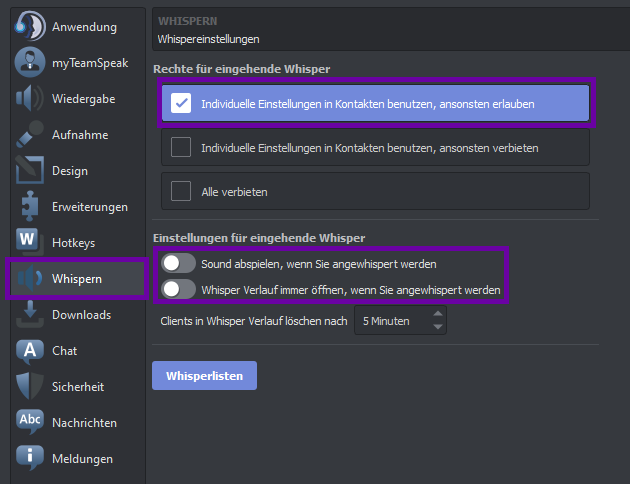 Anwendung
myTeamSpeak
Wiedergabe
Aufnahme
Design
Erweiterungen
W
Hotkeys
Whispern
Downloads
A
Chat
Sicherheit
Abc
Nachrichten
Meldungen
WHISPERN
Whispereinstellungen
Rechte für eingehende Whisper
Individuelle Einstellungen in Kontakten benutzen, ansonsten erlauben
Individuelle Einstellungen in Kontakten benutzen, ansonsten verbieten
Alle verbieten
Einstellungen für eingehende Whisper
Sound abspielen, wenn Sie angewhispert werden
Whisper Verlauf immer öffnen, wenn Sie angewhispert werden
Clients in Whisper Verlauf löschen nach 5 Minuten
Whisperlisten